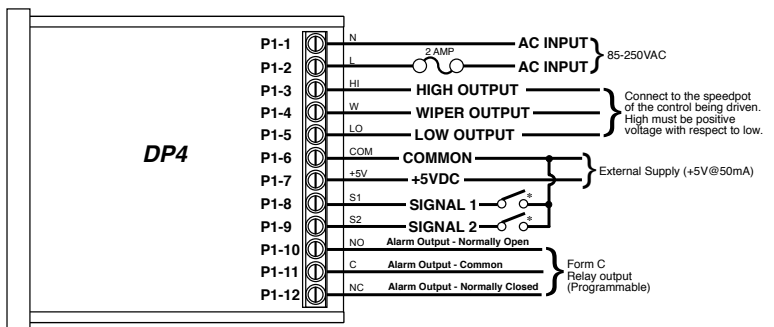 DP4
P1-1 N AC INPUT
2 AMP
85-250VAC
P1-2 L AC INPUT
P1-3 HI HIGH OUTPUT
P1-4 W WIPER OUTPUT
P1-5 LO LOW OUTPUT
Connect to the speedpot
of the control being driven.
High must be positive
voltage with respect to low.
P1-6 COM COMMON
P1-7 +5V +5VDC
External Supply (+5V@50mA)
P1-8 S1 SIGNAL 1 *
P1-9 S2 SIGNAL 2 *
P1-10 NO Alarm Output - Normally Open
P1-11 C Alarm Output - Common
P1-12 NC Alarm Output - Normally Closed
Form C
Relay output
(Programmable)